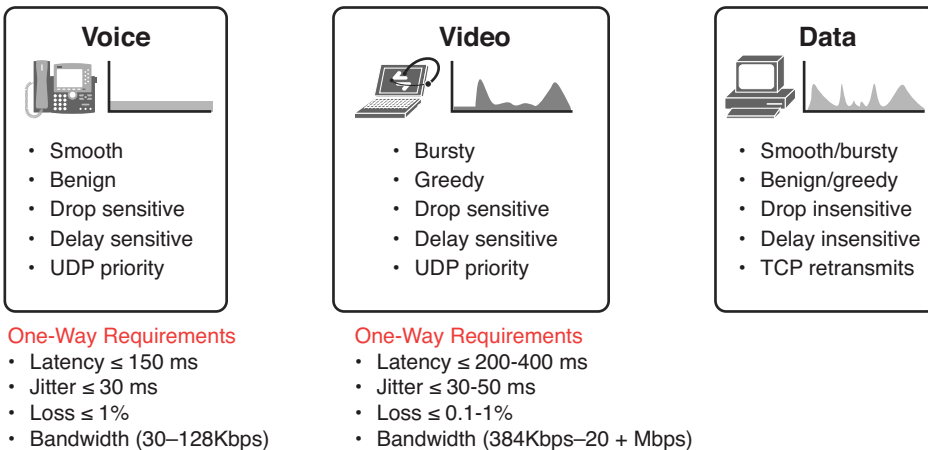 Voice
• Smooth
• Benign
• Drop sensitive
• Delay sensitive
• UDP priority
One-Way Requirements
• Latency ≤ 150 ms
• Jitter ≤ 30 ms
• Loss ≤ 1%
• Bandwidth (30–128Kbps)
Video
• Bursty
• Greedy
• Drop sensitive
• Delay sensitive
• UDP priority
One-Way Requirements
• Latency ≤ 200-400 ms
• Jitter ≤ 30-50 ms
• Loss ≤ 0.1-1%
• Bandwidth (384Kbps–20 + Mbps)
Data
• Smooth/bursty
• Benign/greedy
• Drop insensitive
• Delay insensitive
• TCP retransmits